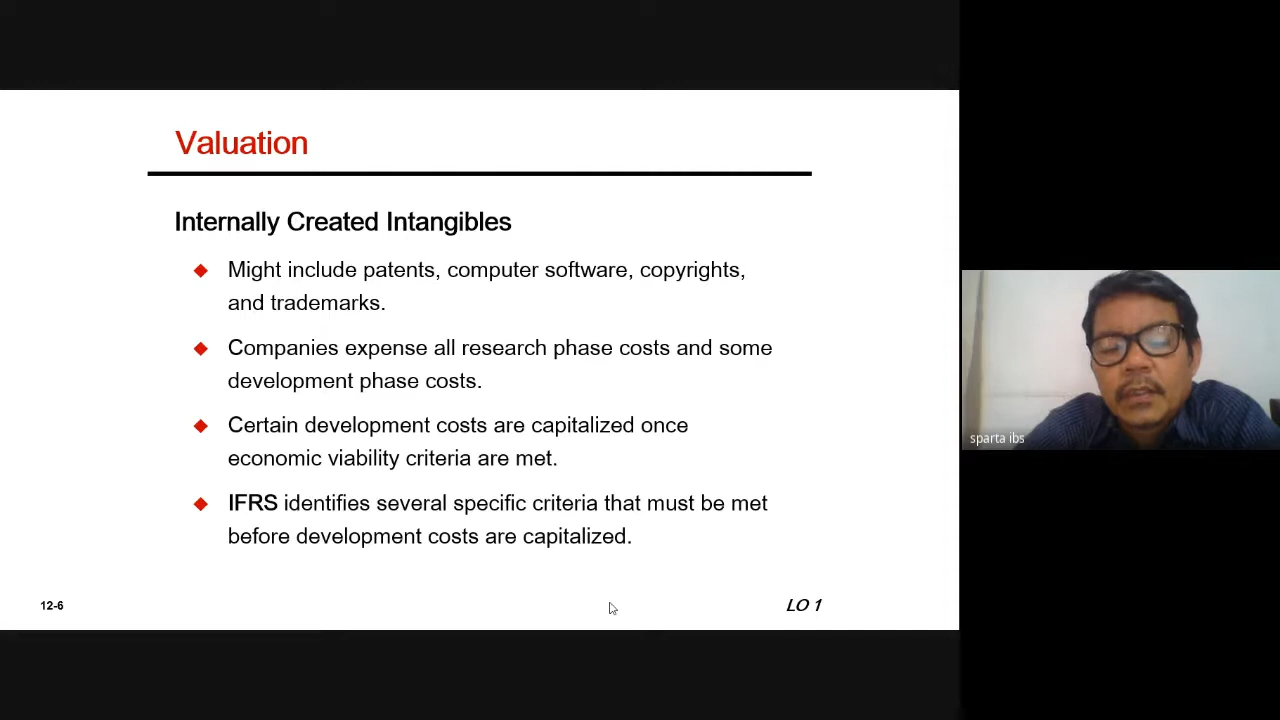 Valuation
Internally Created Intangibles
Might include patents, computer software, copyrights,
and trademarks.
Companies expense all research phase costs and some
development phase costs.
Certain development costs are capitalized once
economic viability criteria are met.
IFRS identifies several specific criteria that must be met
before development costs are capitalized.
12-6
LO 1
sparta ibs